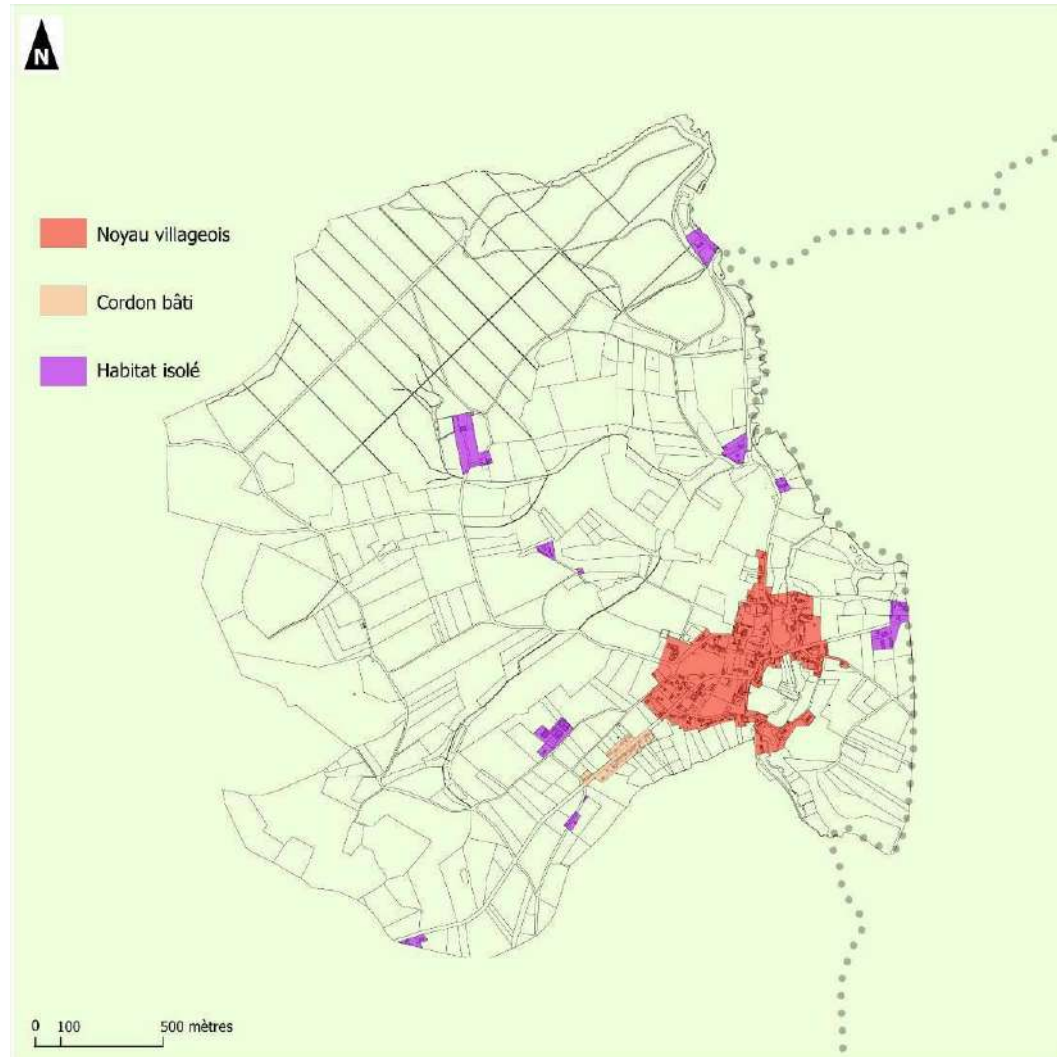 N
Noyau villageois
Cordon bâti
Habitat isolé
0 100 500 mètres